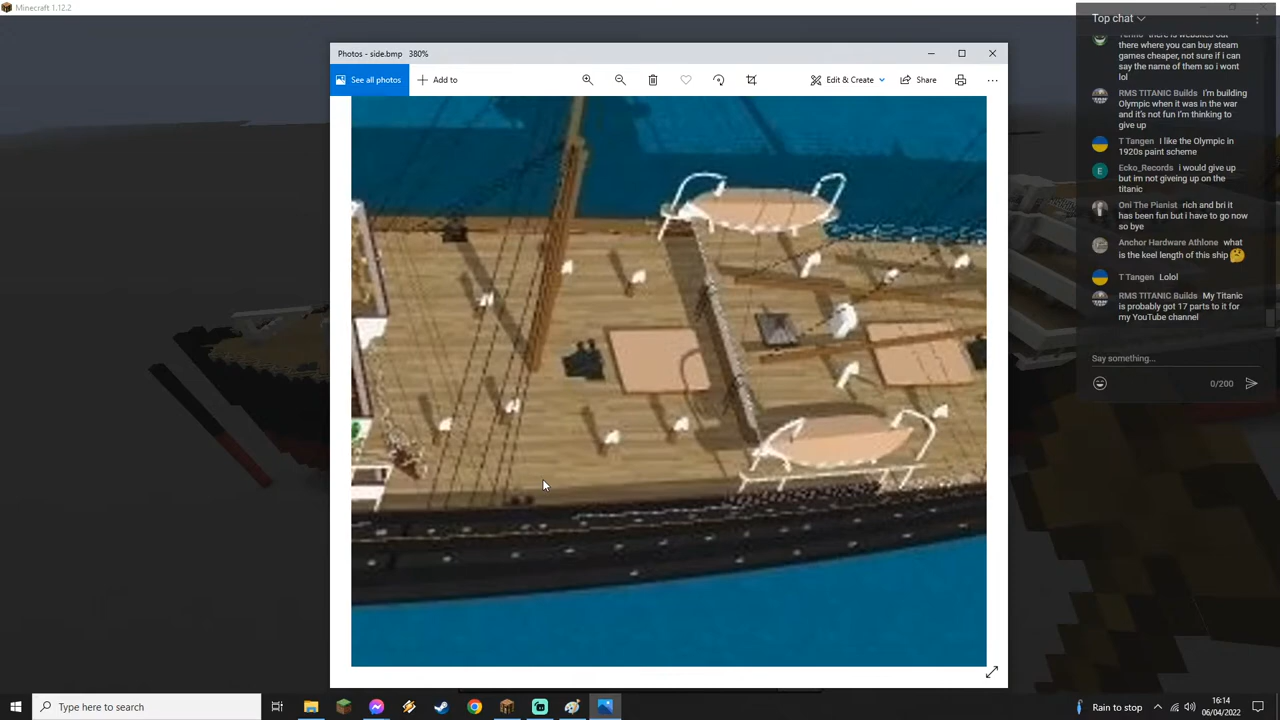 Minecraft 1.12.2
Top chat
Photos - side.bmp 380%
See all photos
Add to
Edit & Create
Share
there is websites out
there where you can buy steam
games cheaper, not sure if i can
say the name of them so i wont
lol
RMS TITANIC Builds I'm building
Olympic when it was in the war
and it's not fun I'm thinking to
give up
T Tangen I like the Olympic in
1920s paint scheme
Ecko_Records i would give up
but im not giveing up on the
titanic
Oni The Pianist rich and bri it
has been fun but i have to go now
so bye
Anchor Hardware Athlone what
is the keel length of this ship
T Tangen Lolol
RMS TITANIC Builds My Titanic
is probably got 17 parts to it for
my YouTube channel
Say something...
0/200
Type here to search
Rain to stop
16:14
06/04/2022